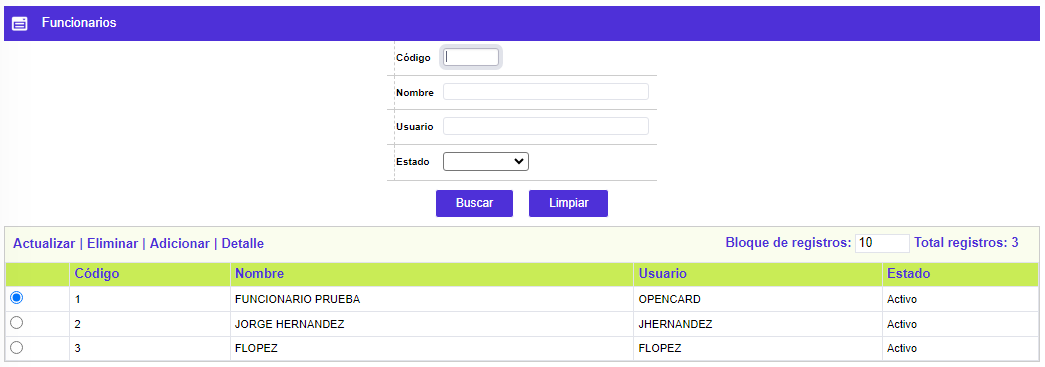 Funcionarios
Código
Nombre
Usuario
Estado
Buscar Limpiar
Actualizar | Eliminar | Adicionar | Detalle Bloque de registros: 10 Total registros: 3
Código Nombre Usuario Estado
1 FUNCIONARIO PRUEBA OPENCARD Activo
2 JORGE HERNANDEZ JHERNANDEZ Activo
3 FLOPEZ FLOPEZ Activo